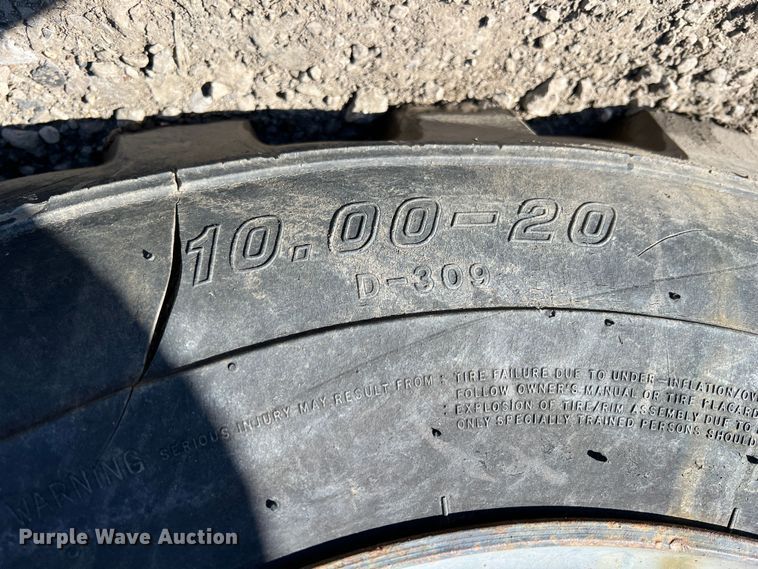 10.00-20
D-309
WARNING SERIOUS INJURY MAY RESULT FROM : TIRE FAILURE DUE TO UNDER-INFLATION/OV
FOLLOW OWNER'S MANUAL OR TIRE PLACARD
: EXPLOSION OF TIRE/RIM ASSEMBLY DUE TO
ONLY SPECIALLY TRAINED PERSONS SHOULD
Purple Wave Auction